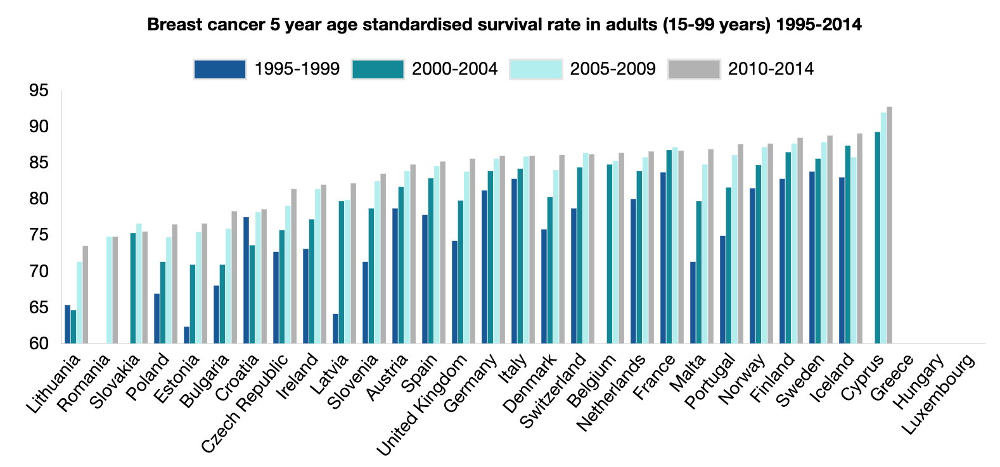 Breast cancer 5 year age standardised survival rate in adults (15-99 years) 1995-2014
1995-1999
2000-2004
2005-2009
2010-2014
95
90
85
80
75
70
65
60
Lithuania
Romania
Slovakia
Poland
Estonia
Bulgaria
Croatia
Czech Republic
Ireland
Latvia
Slovenia
Austria
Spain
United Kingdom
Germany
Italy
Denmark
Switzerland
Belgium
Netherlands
France
Malta
Portugal
Norway
Finland
Sweden
Iceland
Cyprus
Greece
Hungary
Luxembourg